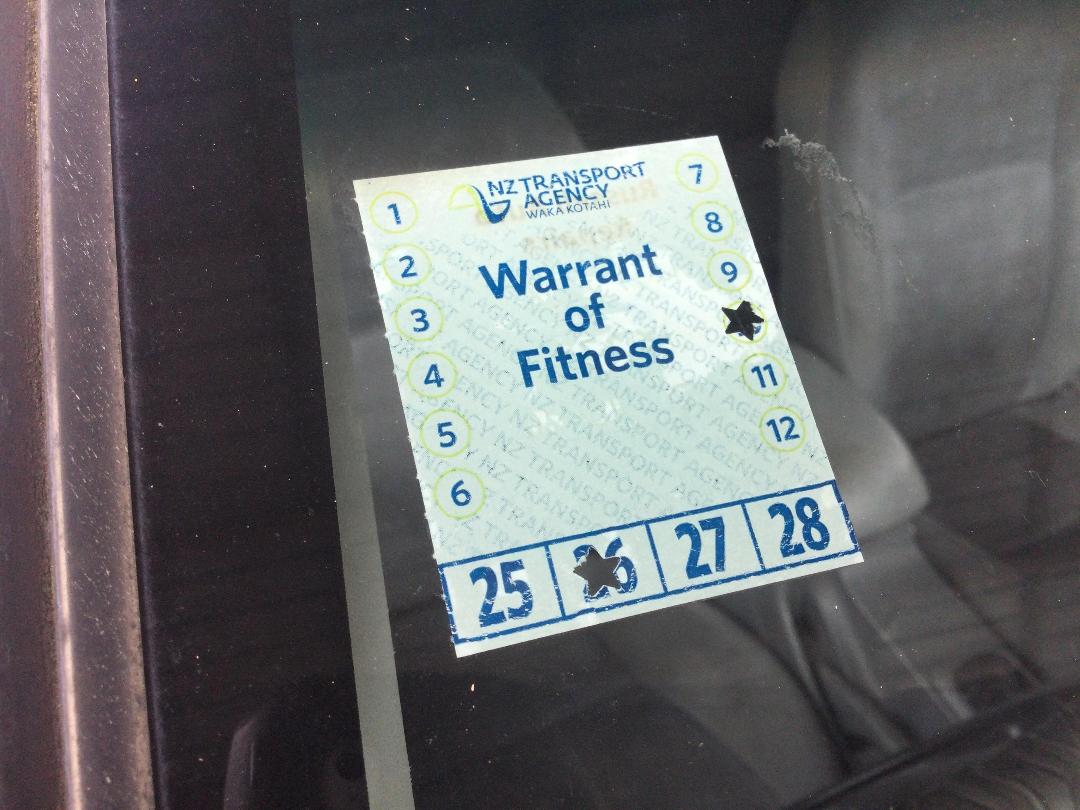 NZ TRANSPORT
AGENCY
WAKA KOTAHI
Warrant
of
Fitness
1
2
3
4
5
6
7
8
9
11
12
25
26
27
28